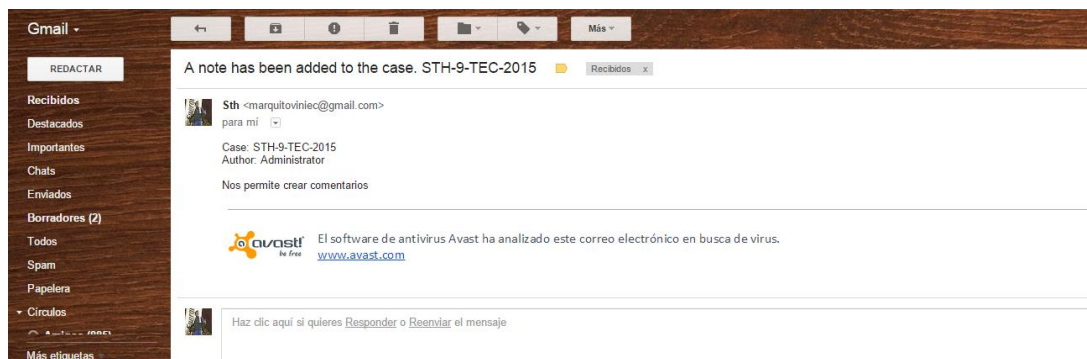 Gmail
Más
REDACTAR
A note has been added to the case. STH-9-TEC-2015 Recibidos x
Recibidos
Destacados
Importantes
Chats
Enviados
Borradores (2)
Todos
Spam
Papelera
Círculos
Más etiquetas
Sth <marquitoviniec@gmail.com>
para mí
Case: STH-9-TEC-2015
Author: Administrator
Nos permite crear comentarios
avast! be free
El software de antivirus Avast ha analizado este correo electrónico en busca de virus.
www.avast.com
Haz clic aquí si quieres Responder o Reenviar el mensaje